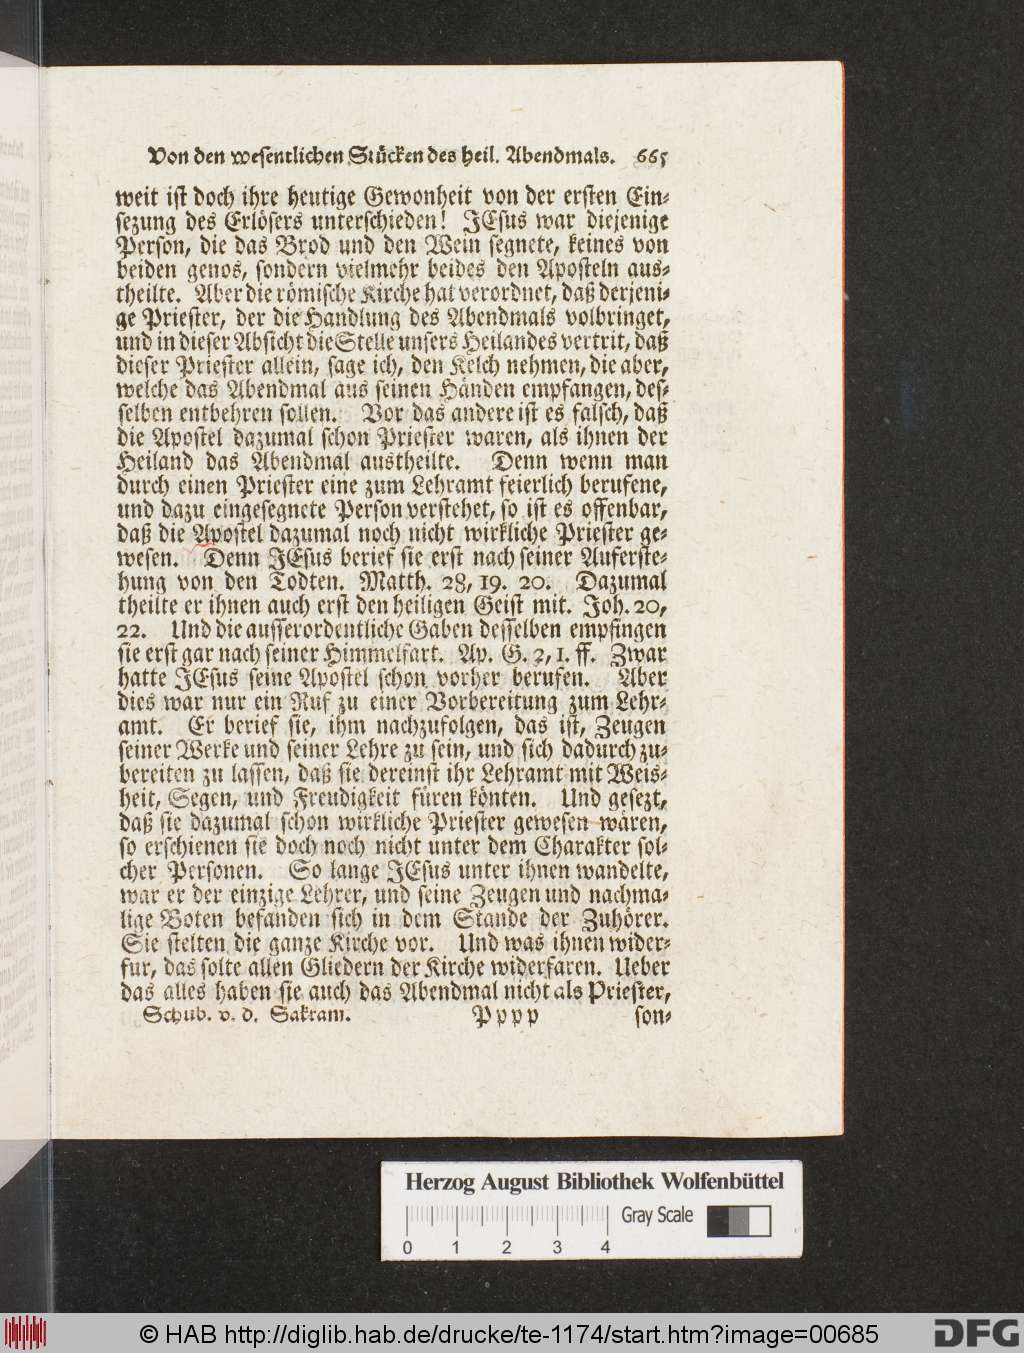 Von den wesentlichen Stücken des heil. Abendmals. 665
weit ist doch ihre heutige Gewonheit von der ersten Ein-
sezung des Erlösers unterschieden! JEsus war diejenige
Person, die das Brod und den Wein segnete, keines von
beiden genos, sondern vielmehr beides den Aposteln aus-
theilte. Aber die römische Kirche hat verordnet, daß derjeni-
ge Priester, der die Handlung des Abendmals volbringet,
und in dieser Absicht die Stelle unsers Heilandes vertrit, daß
dieser Priester allein, sage ich, den Kelch nehmen, die aber,
welche das Abendmal aus seinen Händen empfangen, des-
selben entbehren sollen. Vor das andere ist es falsch, daß
die Apostel dazumal schon Priester waren, als ihnen der
Heiland das Abendmal austheilte. Denn wenn man
durch einen Priester eine zum Lehramt feierlich berufene,
und dazu eingesegnete Person verstehet, so ist es offenbar,
daß die Apostel dazumal noch nicht wirkliche Priester ge-
wesen. Denn JEsus berief sie erst nach seiner Auferste-
hung von den Todten. Matth. 28, 19. 20. Dazumal
theilte er ihnen auch erst den heiligen Geist mit. Joh. 20,
22. Und die ausserordentliche Gaben desselben empfingen
sie erst gar nach seiner Himmelfart. Ap. G. 2, 1. ff. Zwar
hatte JEsus seine Apostel schon vorher berufen. Aber
dies war nur ein Ruf zu einer Vorbereitung zum Lehr-
amt. Er berief sie, ihm nachzufolgen, das ist, Zeugen
seiner Werke und seiner Lehre zu sein, und sich dadurch zu-
bereiten zu lassen, daß sie dereinst ihr Lehramt mit Weis-
heit, Segen, und Freudigkeit füren könten. Und gesezt,
daß sie dazumal schon wirkliche Priester gewesen wären,
so erschienen sie doch noch nicht unter dem Charakter sol-
cher Personen. So lange JEsus unter ihnen wandelte,
war er der einzige Lehrer, und seine Zeugen und nachma-
lige Boten befanden sich in dem Stande der Zuhörer.
Sie stelten die ganze Kirche vor. Und was ihnen wider-
fur, das solte allen Gliedern der Kirche widerfaren. Ueber
das alles haben sie auch das Abendmal nicht als Priester,
Schub. v. d. Sakram. Pppp son-
Herzog August Bibliothek Wolfenbüttel
Gray Scale
0 1 2 3 4
© HAB http://diglib.hab.de/drucke/te-1174/start.htm?image=00685
DFG